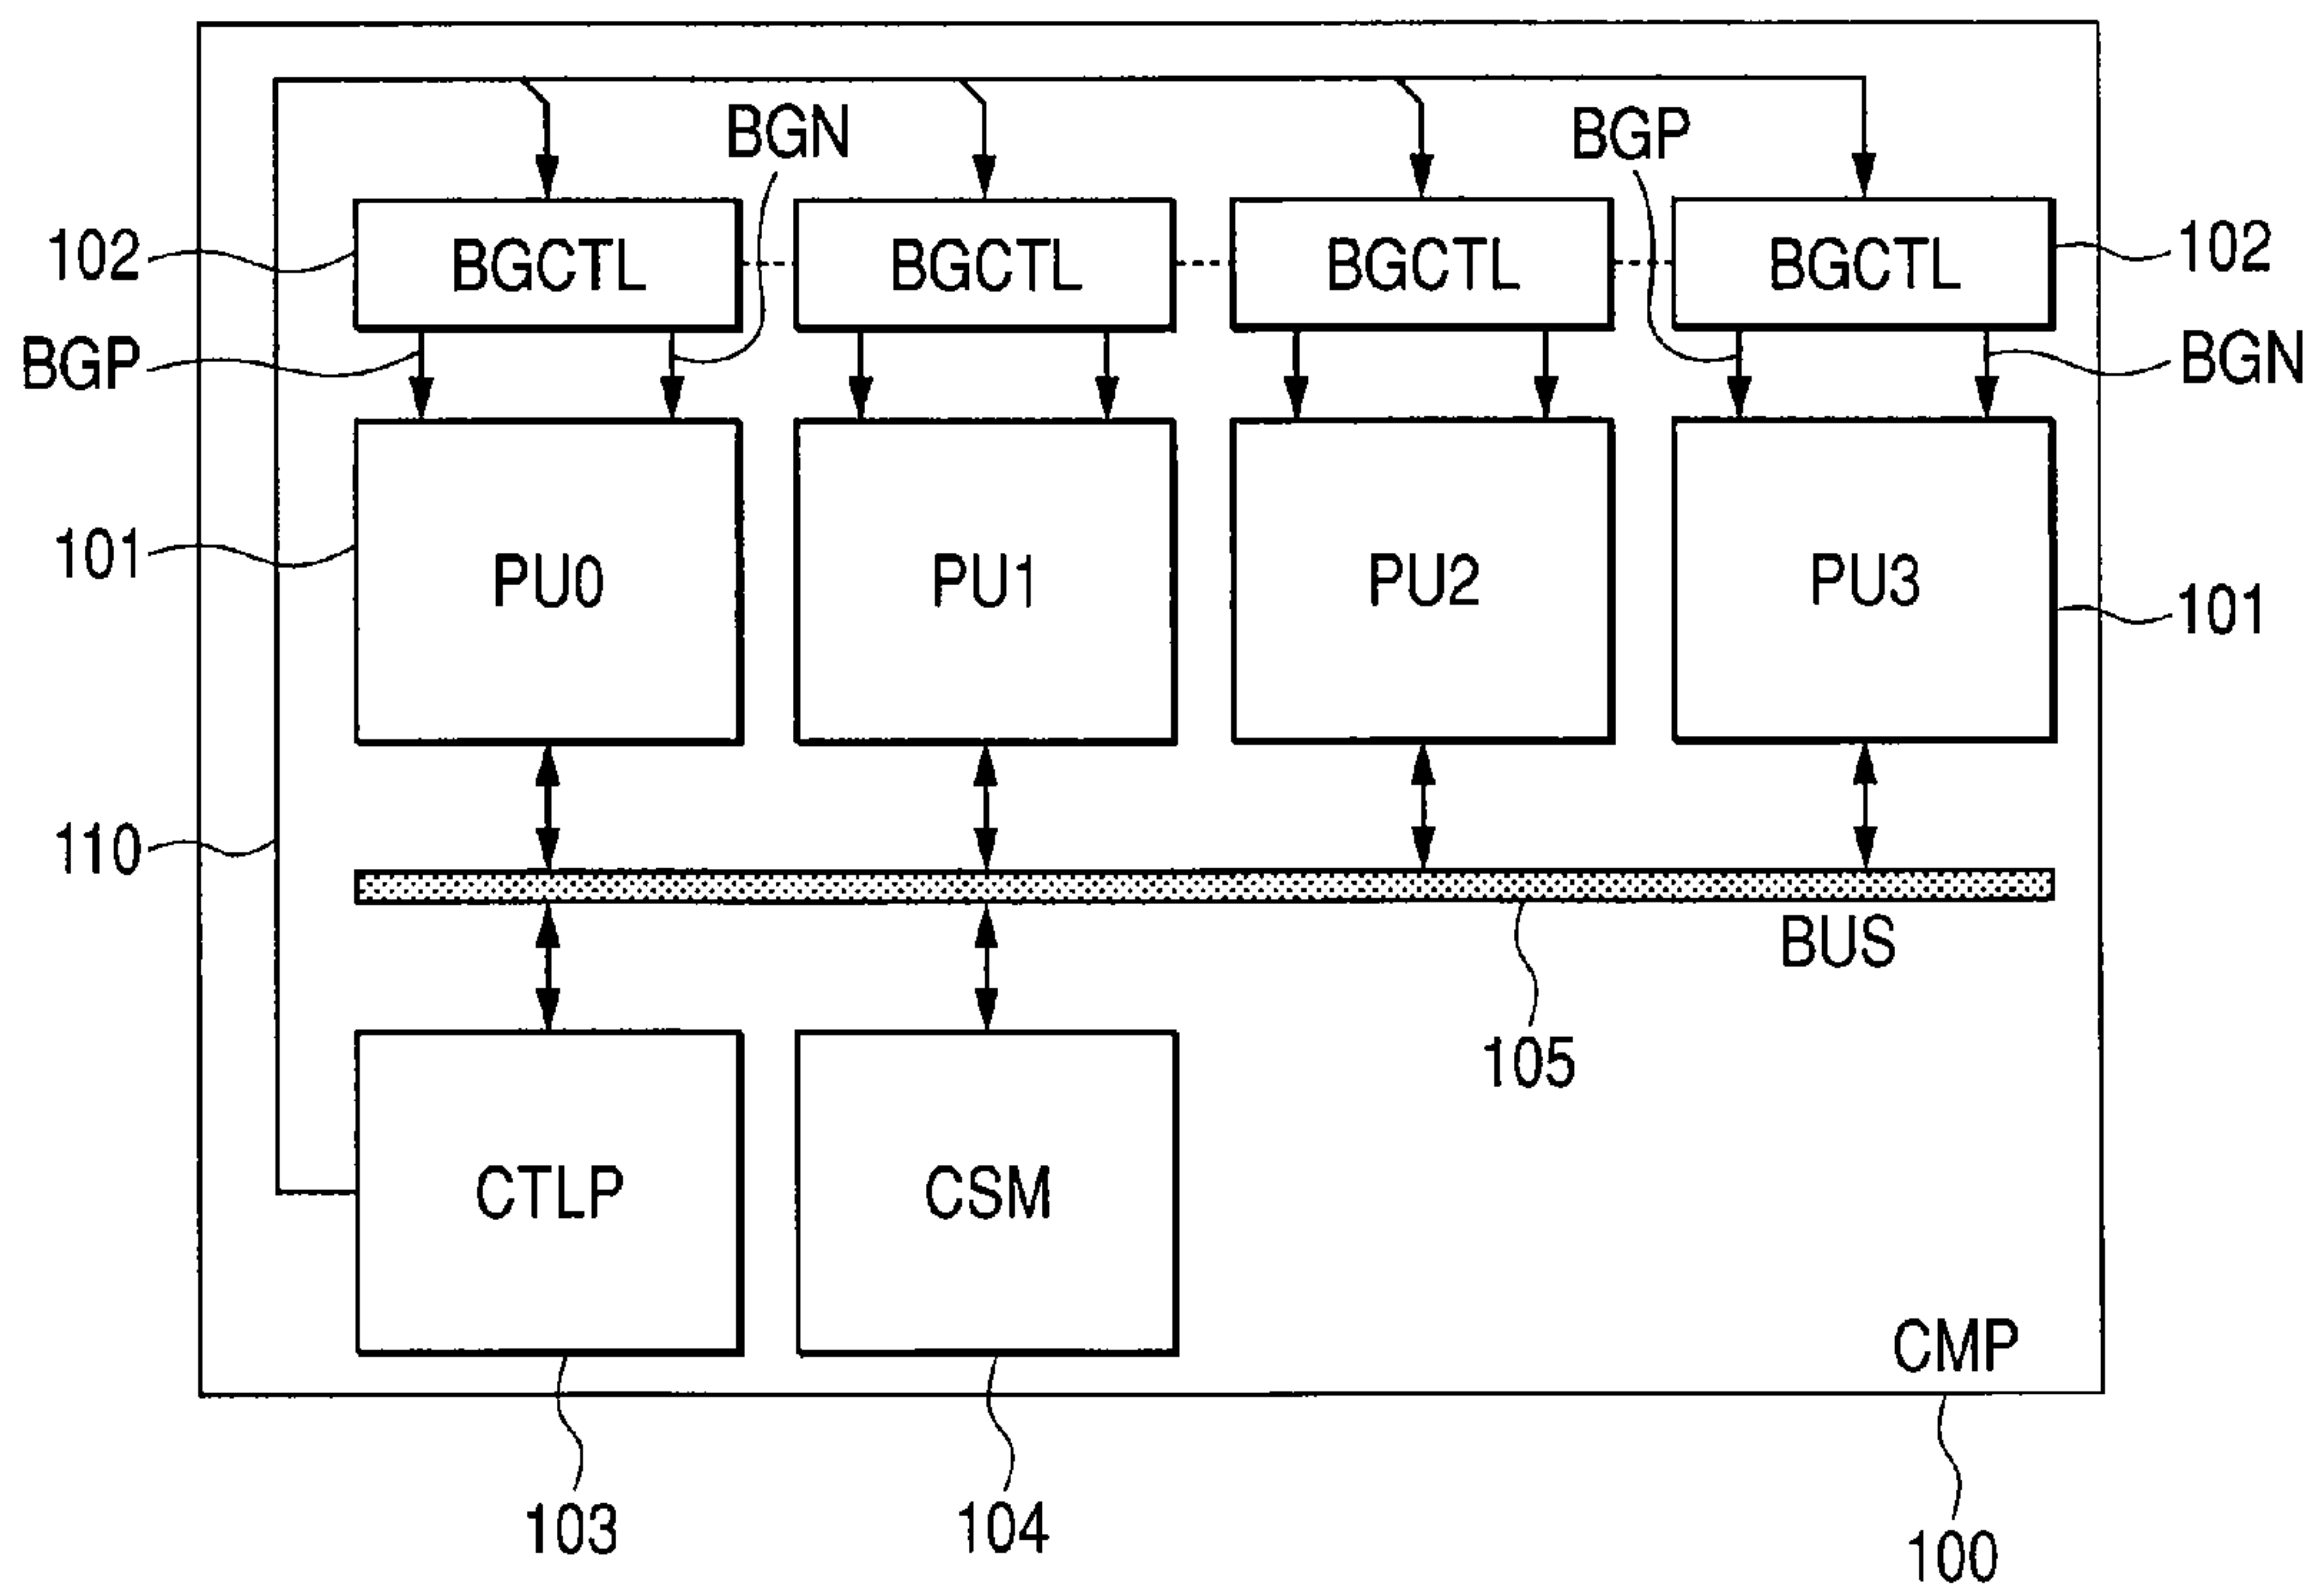 BGN
BGP
102
BGCTL
BGCTL
BGCTL
BGCTL
102
BGP
BGN
101
PU0
PU1
PU2
PU3
101
110
BUS
105
CTLP
CSM
CMP
103
104
100